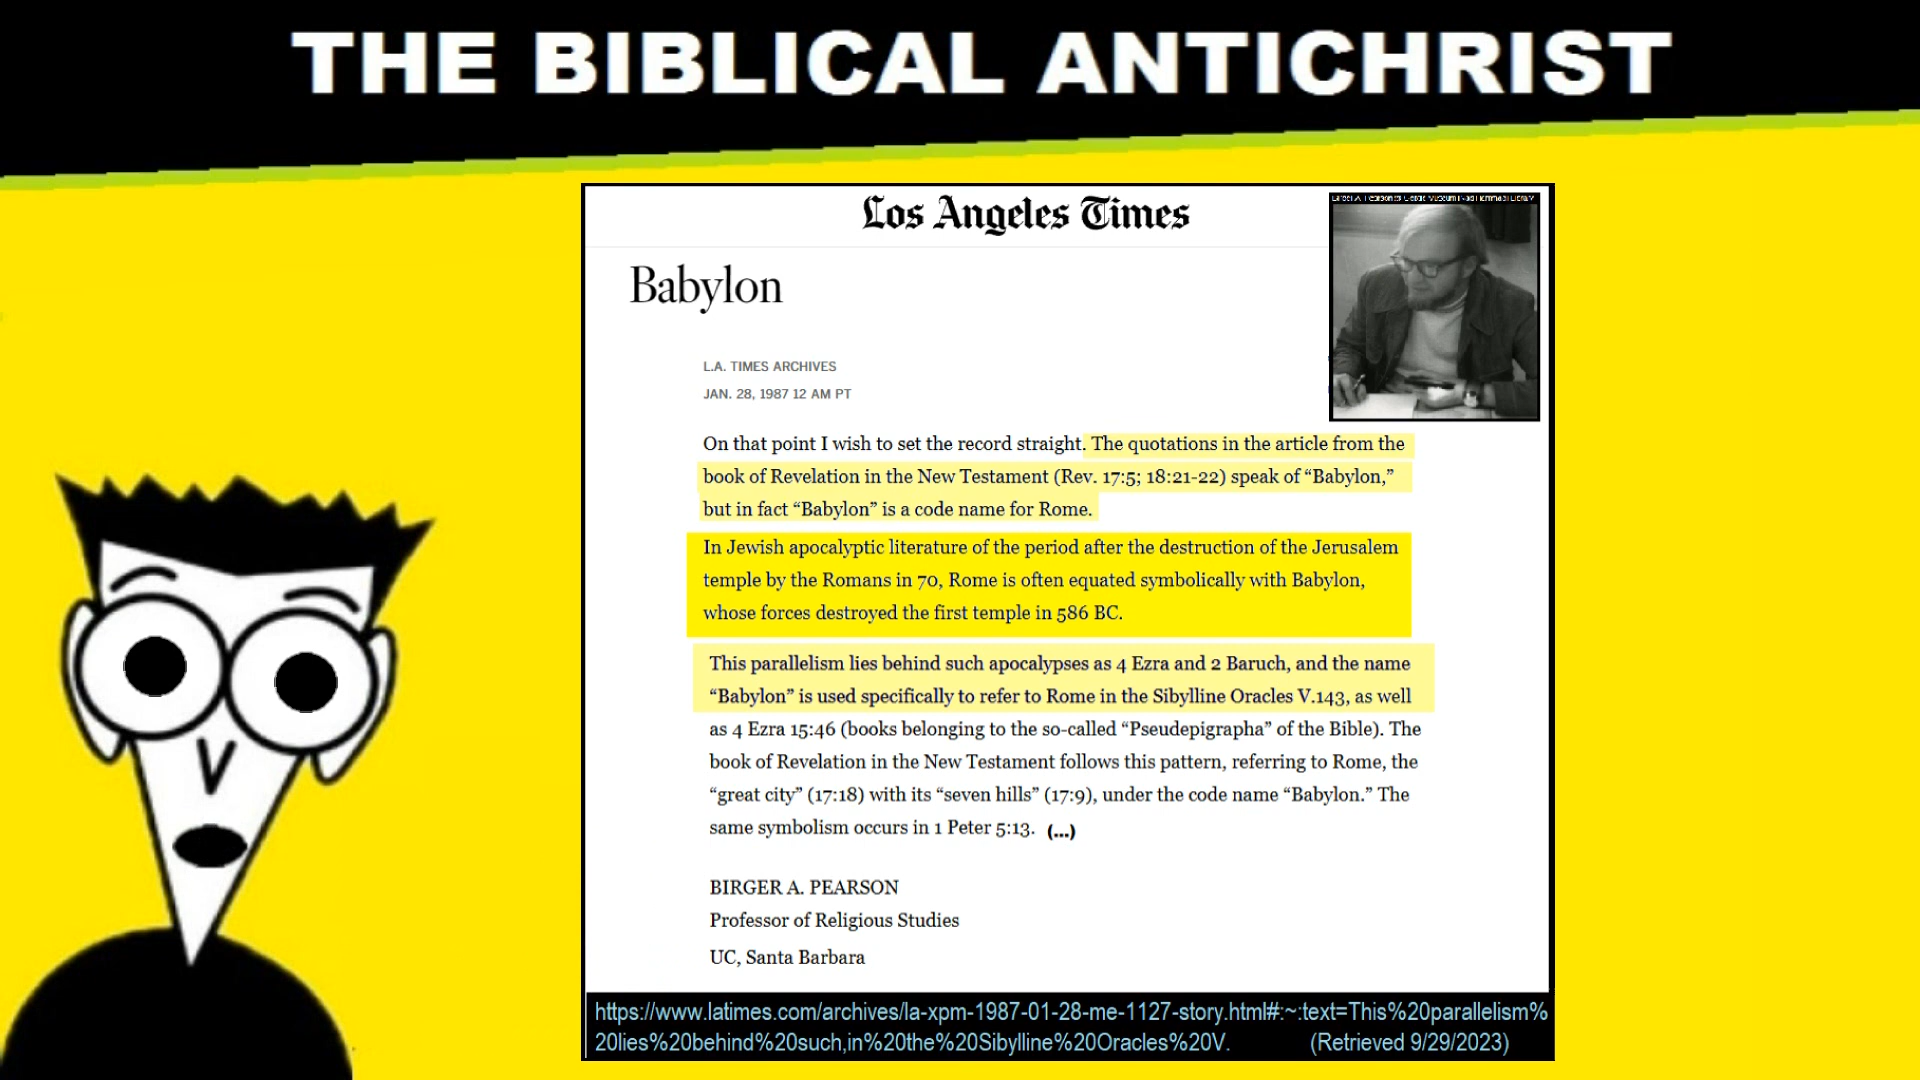 THE BIBLICAL ANTICHRIST
Los Angeles Times
Babylon
L.A. TIMES ARCHIVES
JAN. 28, 1987 12 AM PT
On that point I wish to set the record straight. The quotations in the article from the
book of Revelation in the New Testament (Rev. 17:5; 18:21-22) speak of “Babylon,”
but in fact “Babylon” is a code name for Rome.
In Jewish apocalyptic literature of the period after the destruction of the Jerusalem
temple by the Romans in 70, Rome is often equated symbolically with Babylon,
whose forces destroyed the first temple in 586 BC.
This parallelism lies behind such apocalypses as 4 Ezra and 2 Baruch, and the name
“Babylon” is used specifically to refer to Rome in the Sibylline Oracles V.143, as well
as 4 Ezra 15:46 (books belonging to the so-called “Pseudepigrapha” of the Bible). The
book of Revelation in the New Testament follows this pattern, referring to Rome, the
“great city” (17:18) with its “seven hills” (17:9), under the code name “Babylon.” The
same symbolism occurs in 1 Peter 5:13. (...)
BIRGER A. PEARSON
Professor of Religious Studies
UC, Santa Barbara
https://www.latimes.com/archives/la-xpm-1987-01-28-me-1127-story.html#:~:text=This%20parallelism%
20lies%20behind%20such,in%20the%20Sibylline%20Oracles%20V. (Retrieved 9/29/2023)